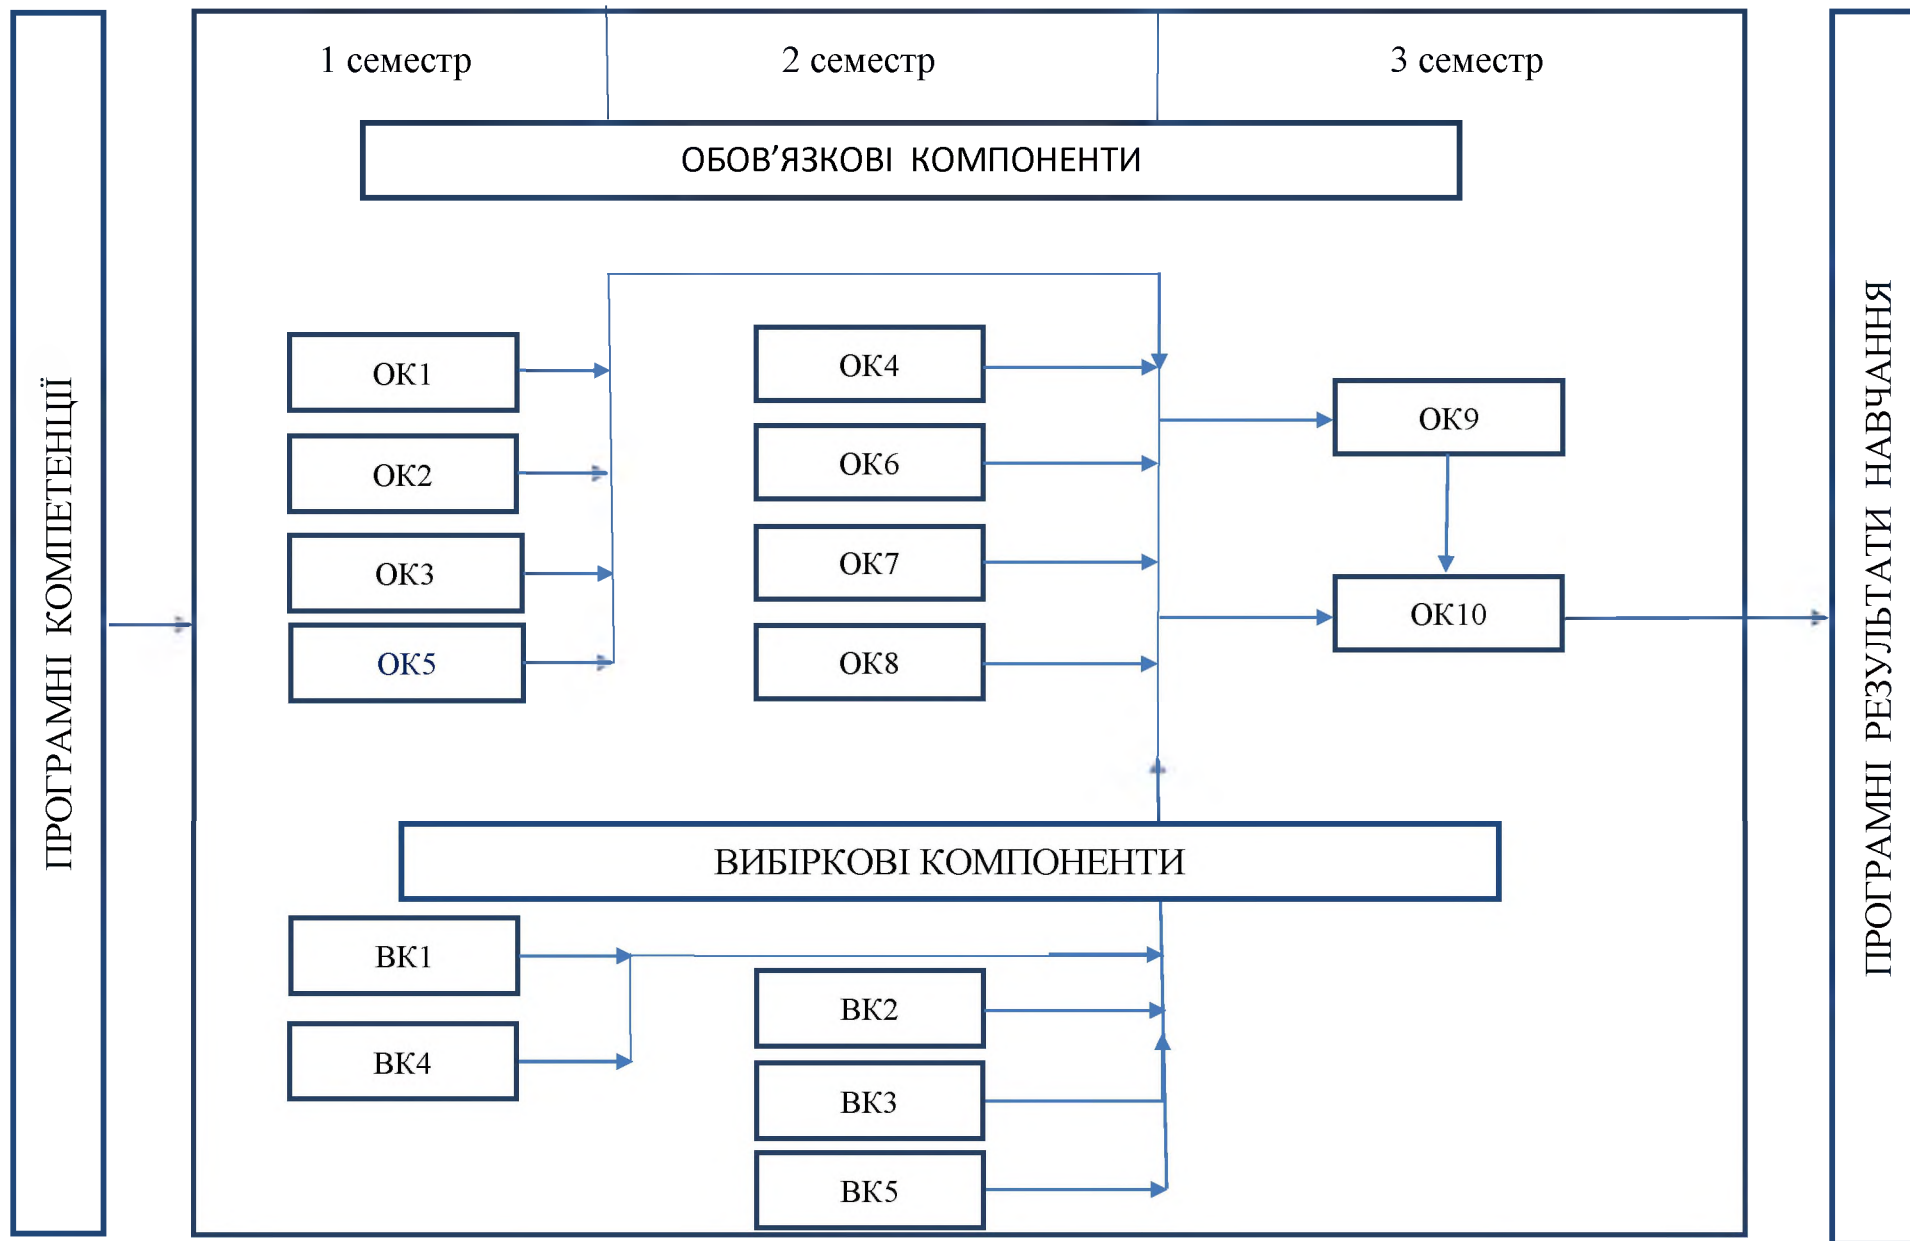 ПРОГРАМНІ КОМПЕТЕНЦІЇ
1 семестр
2 семестр
3 семестр
ОБОВ’ЯЗКОВІ КОМПОНЕНТИ
ОК1
ОК2
ОК3
ОК5
ОК4
ОК6
ОК7
ОК8
ОК9
ОК10
ВИБІРКОВІ КОМПОНЕНТИ
ВК1
ВК4
ВК2
ВК3
ВК5
ПРОГРАМНІ РЕЗУЛЬТАТИ НАВЧАННЯ